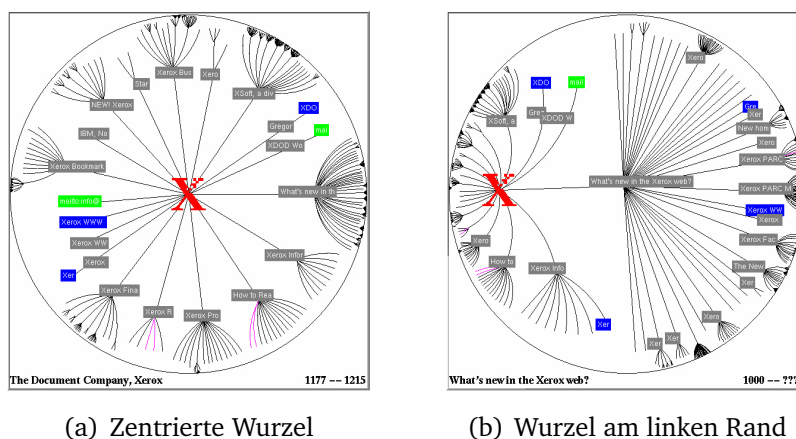 Xerox Bus
Xero
Star
XSoft, a div
NEW! Xerox
XDO
Gregor
mai
IBM, No
XDOD Wo
Xerox Bookmark
What's new in th
X
mailto:info@
Xerox WWW
Xerox WW
Xerox
Xer
Xerox Infor
Xerox Fina
How to Rea
Xerox R
Xerox Pro
The Document Company, Xerox
1177 -- 1215
(a) Zentrierte Wurzel
Xero
XDO
mail
XSoft, a
Gre
XDOD W
Xer
New hom
Xero
Xerox PARC
What's new in the Xerox web?
Xerox PARC M
X
Xerox WW
Xerox
Xero
Xerox Fac
How to
Xerox Info
The New
Xer
Xer
Xero
Xer
Xer
What's new in the Xerox web?
1000 -- ???
(b) Wurzel am linken Rand